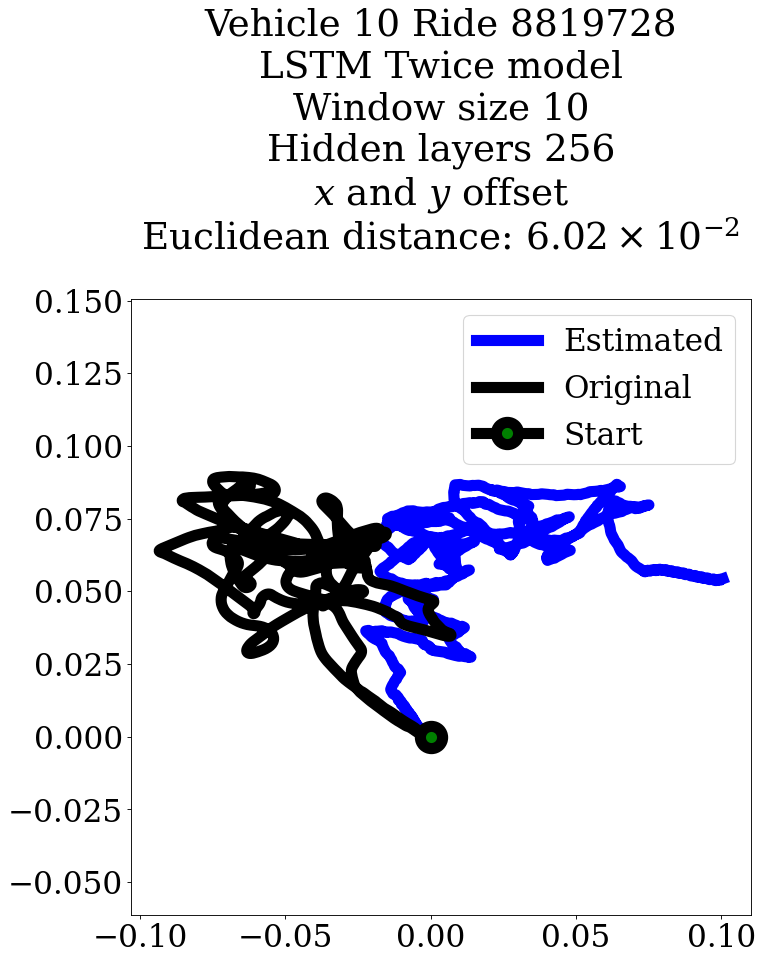 Vehicle 10 Ride 8819728
LSTM Twice model
Window size 10
Hidden layers 256
x and y offset
Euclidean distance: 6.02 × 10⁻²
0.150
0.125
0.100
0.075
0.050
0.025
0.000
−0.025
−0.050
Estimated
Original
Start
−0.10
−0.05
0.00
0.05
0.10